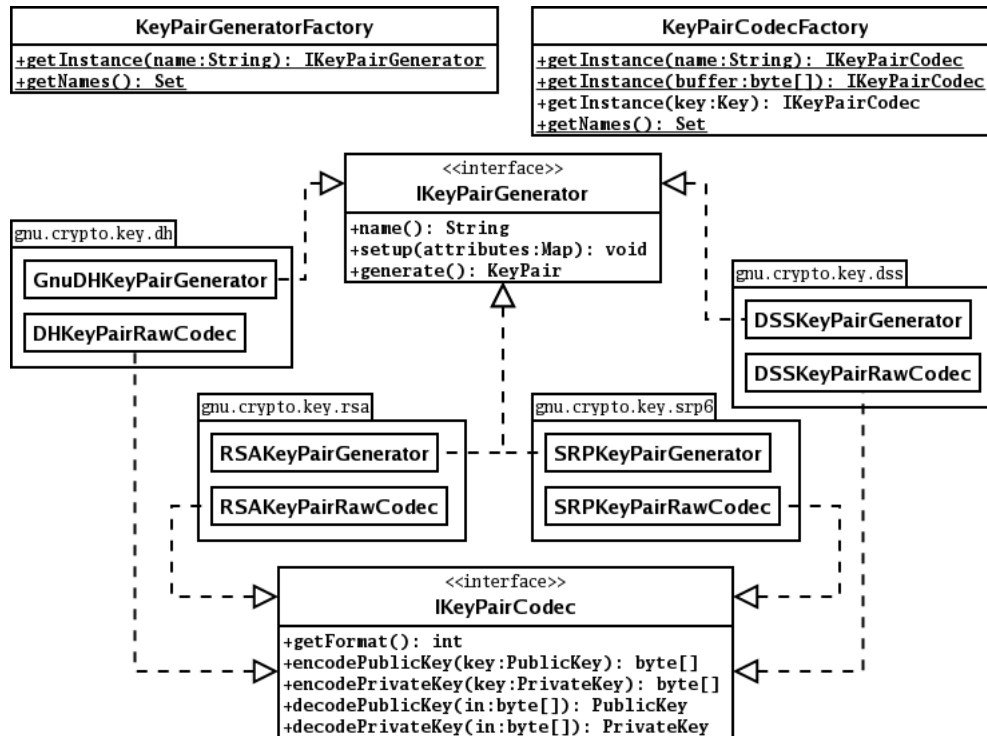 KeyPairGeneratorFactory
+getInstance(name:String): IKeyPairGenerator
+getNames(): Set
KeyPairCodecFactory
+getInstance(name:String): IKeyPairCodec
+getInstance(buffer:byte[]): IKeyPairCodec
+getInstance(key:Key): IKeyPairCodec
+getNames(): Set
<<interface>>
IKeyPairGenerator
+name(): String
+setup(attributes:Map): void
+generate(): KeyPair
gnu.crypto.key.dh
GnuDHKeyPairGenerator
DHKeyPairRawCodec
gnu.crypto.key.dss
DSSKeyPairGenerator
DSSKeyPairRawCodec
gnu.crypto.key.rsa
RSAKeyPairGenerator
RSAKeyPairRawCodec
gnu.crypto.key.srp6
SRPKeyPairGenerator
SRPKeyPairRawCodec
<<interface>>
IKeyPairCodec
+getFormat(): int
+encodePublicKey(key:PublicKey): byte[]
+encodePrivateKey(key:PrivateKey): byte[]
+decodePublicKey(in:byte[]): PublicKey
+decodePrivateKey(in:byte[]): PrivateKey